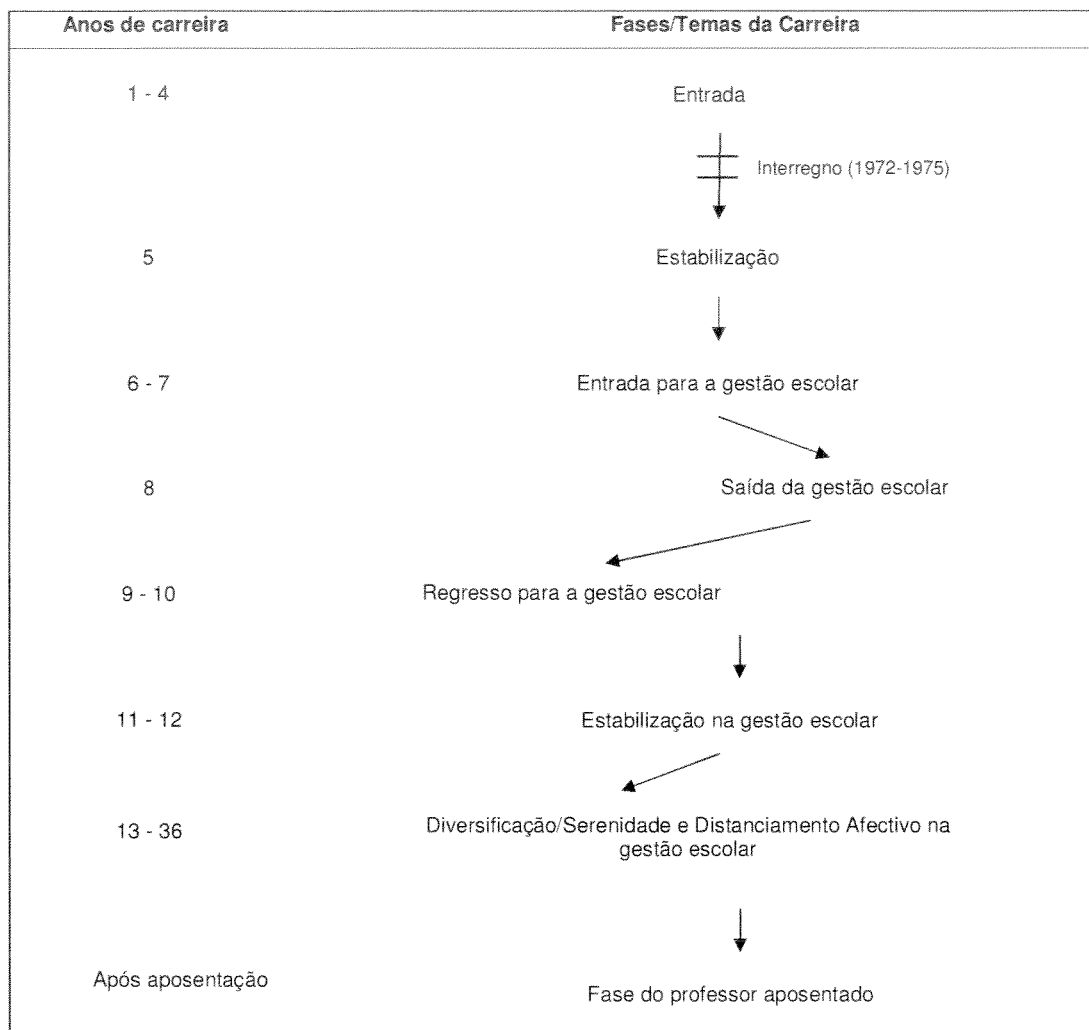 Anos de carreira Fases/Temas da Carreira
1 - 4 Entrada
Interregno (1972-1975)
5 Estabilização
6 - 7 Entrada para a gestão escolar
8 Saída da gestão escolar
9 - 10 Regresso para a gestão escolar
11 - 12 Estabilização na gestão escolar
13 - 36 Diversificação/Serenidade e Distanciamento Afectivo na
gestão escolar
Após aposentação Fase do professor aposentado